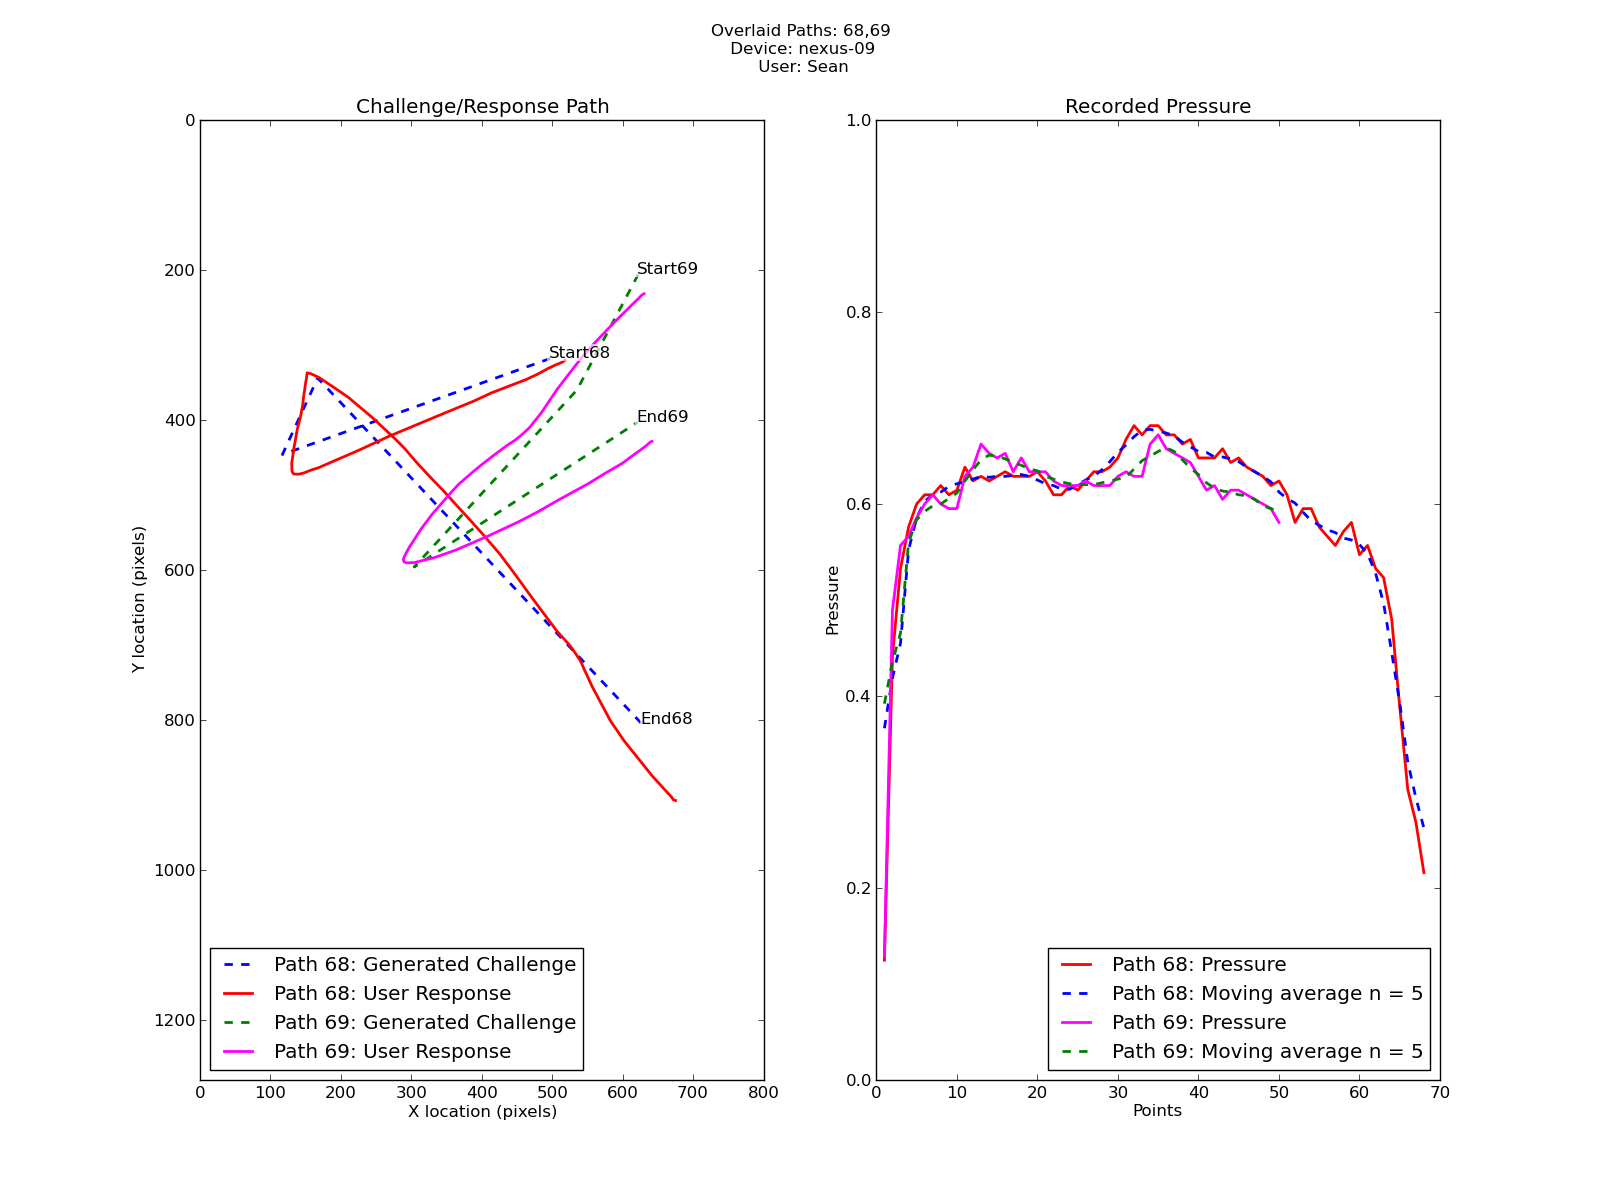 Overlaid Paths: 68,69
Device: nexus-09
User: Sean
Challenge/Response Path
0
200
400
600
800
1000
1200
Y location (pixels)
Start69
Start68
End69
End68
Path 68: Generated Challenge
Path 68: User Response
Path 69: Generated Challenge
Path 69: User Response
0 100 200 300 400 500 600 700 800
X location (pixels)
Recorded Pressure
1.0
0.8
0.6
0.4
0.2
0.0
Pressure
Path 68: Pressure
Path 68: Moving average n = 5
Path 69: Pressure
Path 69: Moving average n = 5
0 10 20 30 40 50 60 70
Points